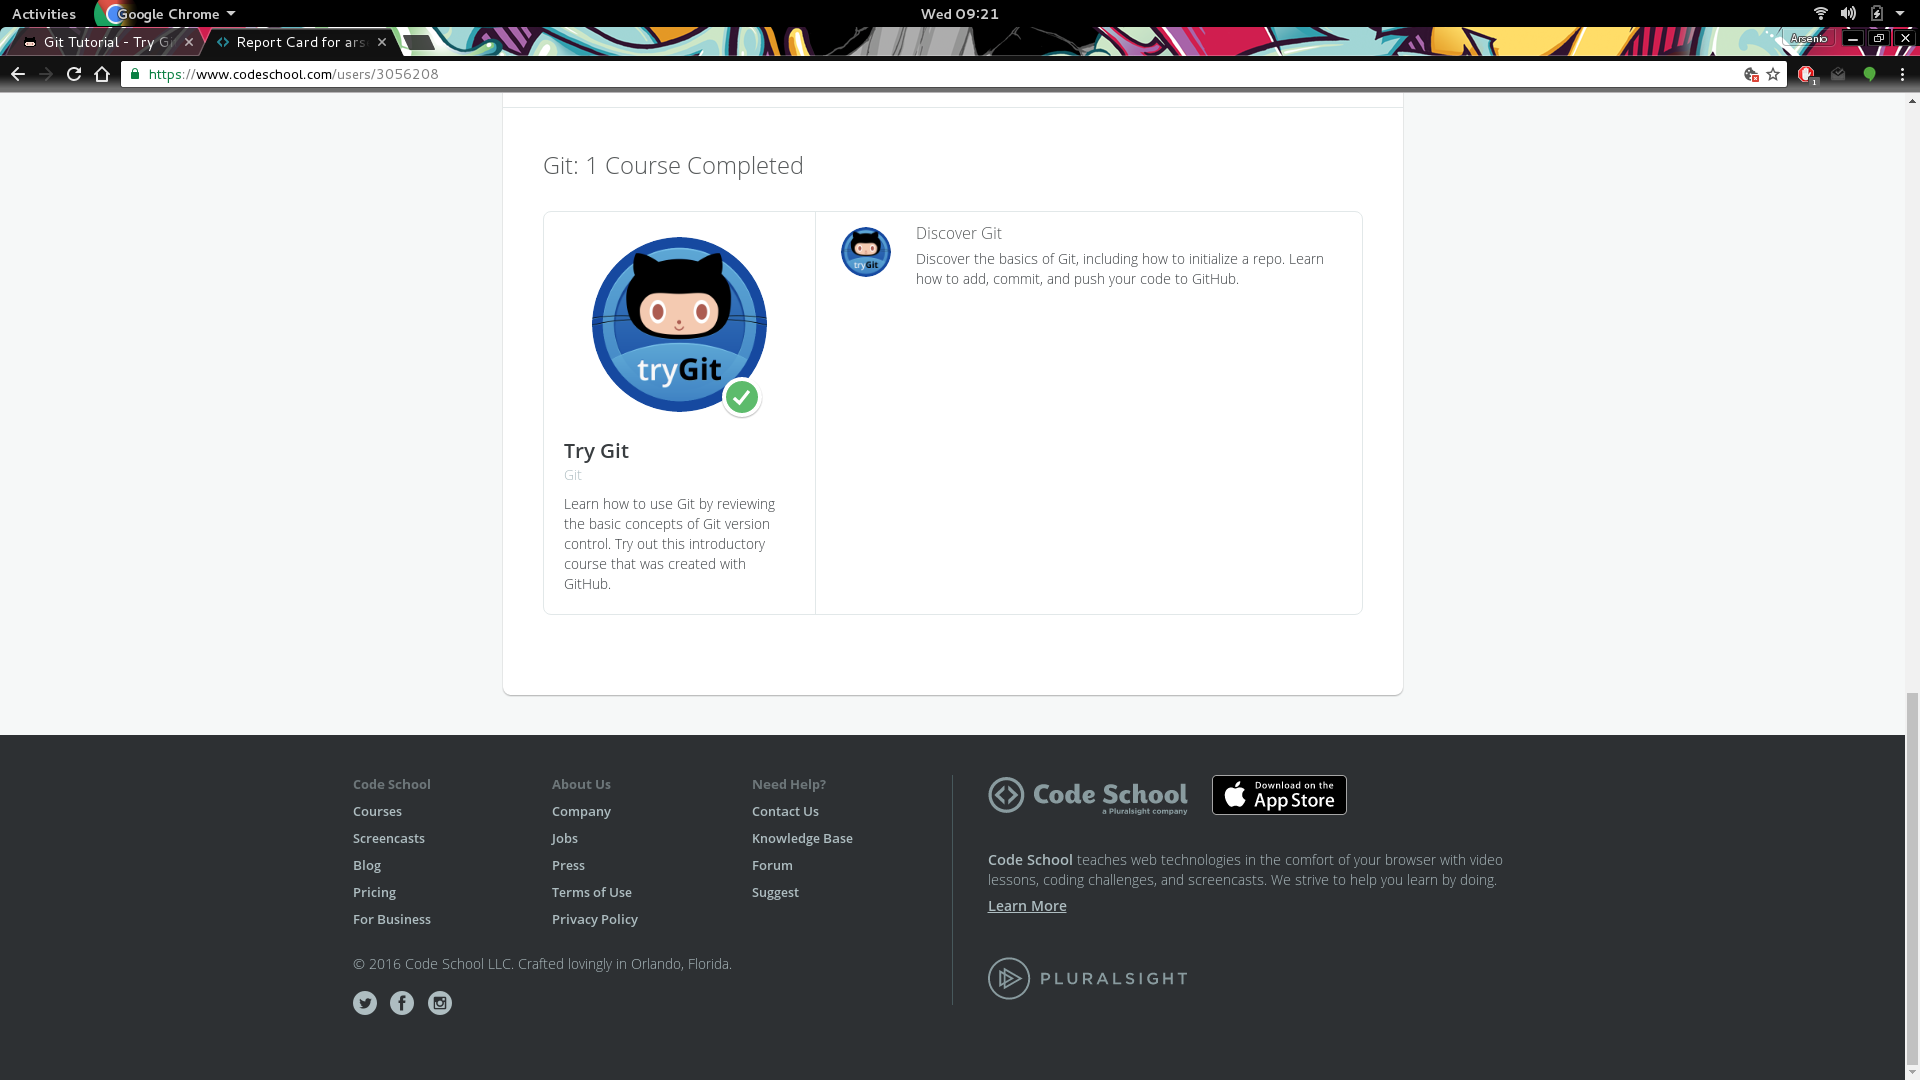 Activities
Google Chrome
Wed 09:21
Git Tutorial - Try Gi
Report Card for ars
Arsenio
https://www.codeschool.com/users/3056208
1
Git: 1 Course Completed
tryGit
Try Git
Git
Learn how to use Git by reviewing
the basic concepts of Git version
control. Try out this introductory
course that was created with
GitHub.
tryGit
Discover Git
Discover the basics of Git, including how to initialize a repo. Learn
how to add, commit, and push your code to GitHub.
Code School
Courses
Screencasts
Blog
Pricing
For Business
About Us
Company
Jobs
Press
Terms of Use
Privacy Policy
Need Help?
Contact Us
Knowledge Base
Forum
Suggest
© 2016 Code School LLC. Crafted lovingly in Orlando, Florida.
Code School
a Pluralsight company
Download on the
App Store
Code School teaches web technologies in the comfort of your browser with video
lessons, coding challenges, and screencasts. We strive to help you learn by doing.
Learn More
PLURALSIGHT